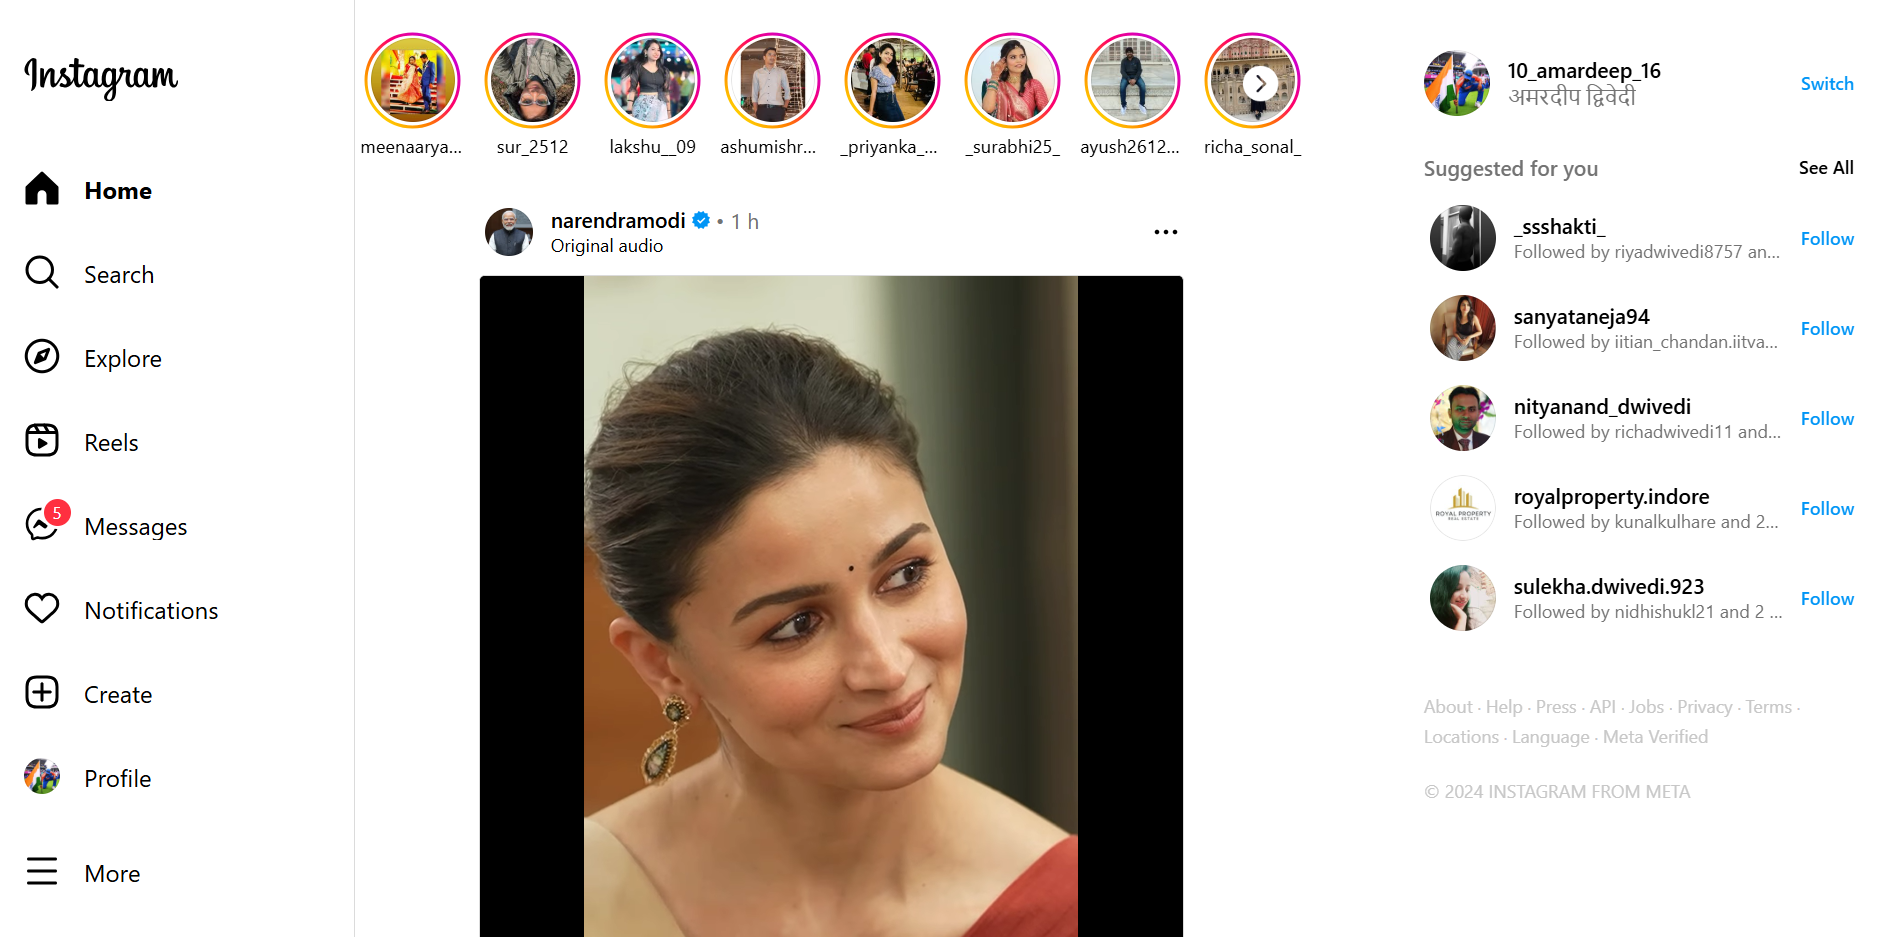 Instagram
Home
Search
Explore
Reels
5
Messages
Notifications
Create
Profile
More
meenaarya...
sur_2512
lakshu__09
ashumishr...
_priyanka_...
_surabhi25_
ayush2612...
richa_sonal_
narendramodi • 1 h
Original audio
10_amardeep_16
अमरदीप द्विवेदी
Switch
Suggested for you
See All
_ssshakti_
Followed by riyadwivedi8757 an...
Follow
sanyataneja94
Followed by iitian_chandan.iitva...
Follow
nityanand_dwivedi
Followed by richadwivedi11 and...
Follow
ROYAL PROPERTY
REAL ESTATE
royalproperty.indore
Followed by kunalkulhare and 2...
Follow
sulekha.dwivedi.923
Followed by nidhishukl21 and 2 ...
Follow
About · Help · Press · API · Jobs · Privacy · Terms ·
Locations · Language · Meta Verified
© 2024 INSTAGRAM FROM META